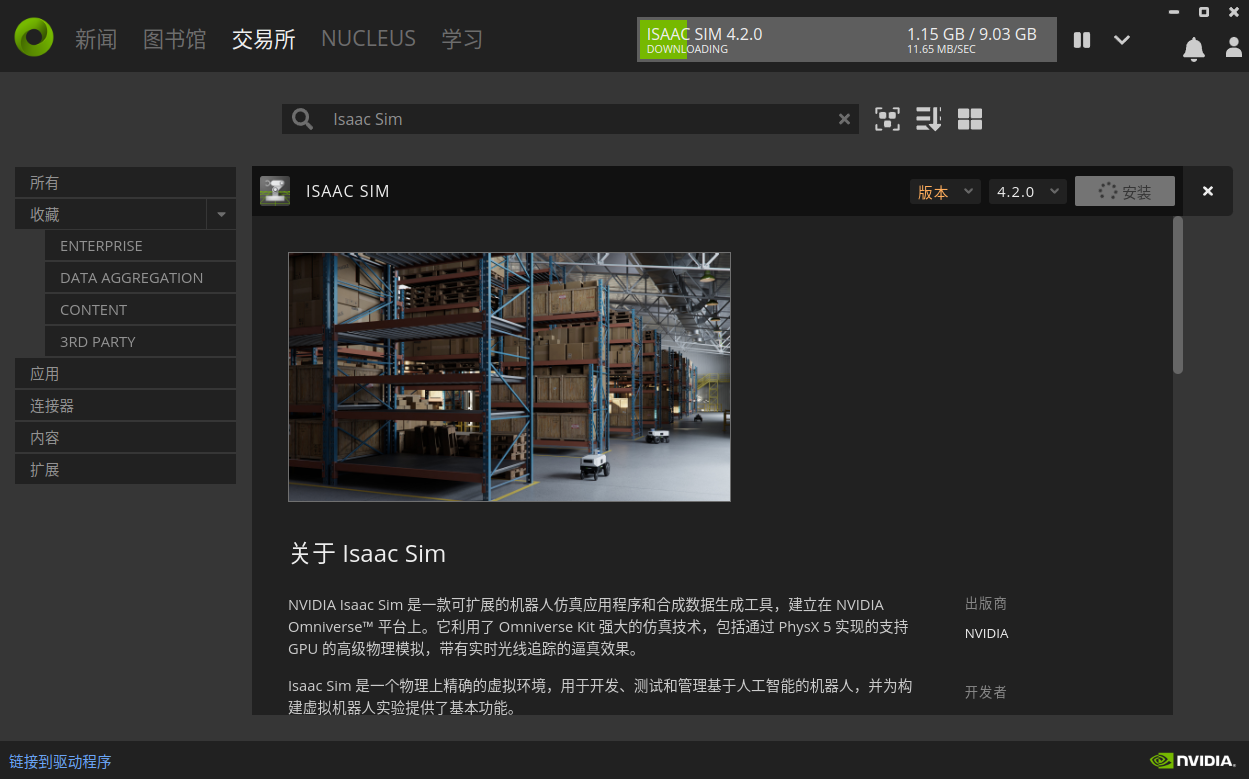 新闻
图书馆
交易所
NUCLEUS
学习
ISAAC SIM 4.2.0
DOWNLOADING
1.15 GB / 9.03 GB
11.65 MB/SEC
Isaac Sim
所有
收藏
ENTERPRISE
DATA AGGREGATION
CONTENT
3RD PARTY
应用
连接器
内容
扩展
ISAAC SIM
版本
4.2.0
安装
关于 Isaac Sim
NVIDIA Isaac Sim 是一款可扩展的机器人仿真应用程序和合成数据生成工具，建立在 NVIDIA
Omniverse™ 平台上。它利用了 Omniverse Kit 强大的仿真技术，包括通过 PhysX 5 实现的支持
GPU 的高级物理模拟，带有实时光线追踪的逼真效果。
Isaac Sim 是一个物理上精确的虚拟环境，用于开发、测试和管理基于人工智能的机器人，并为构
建虚拟机器人实验提供了基本功能。
出版商
NVIDIA
开发者
链接到驱动程序
NVIDIA.